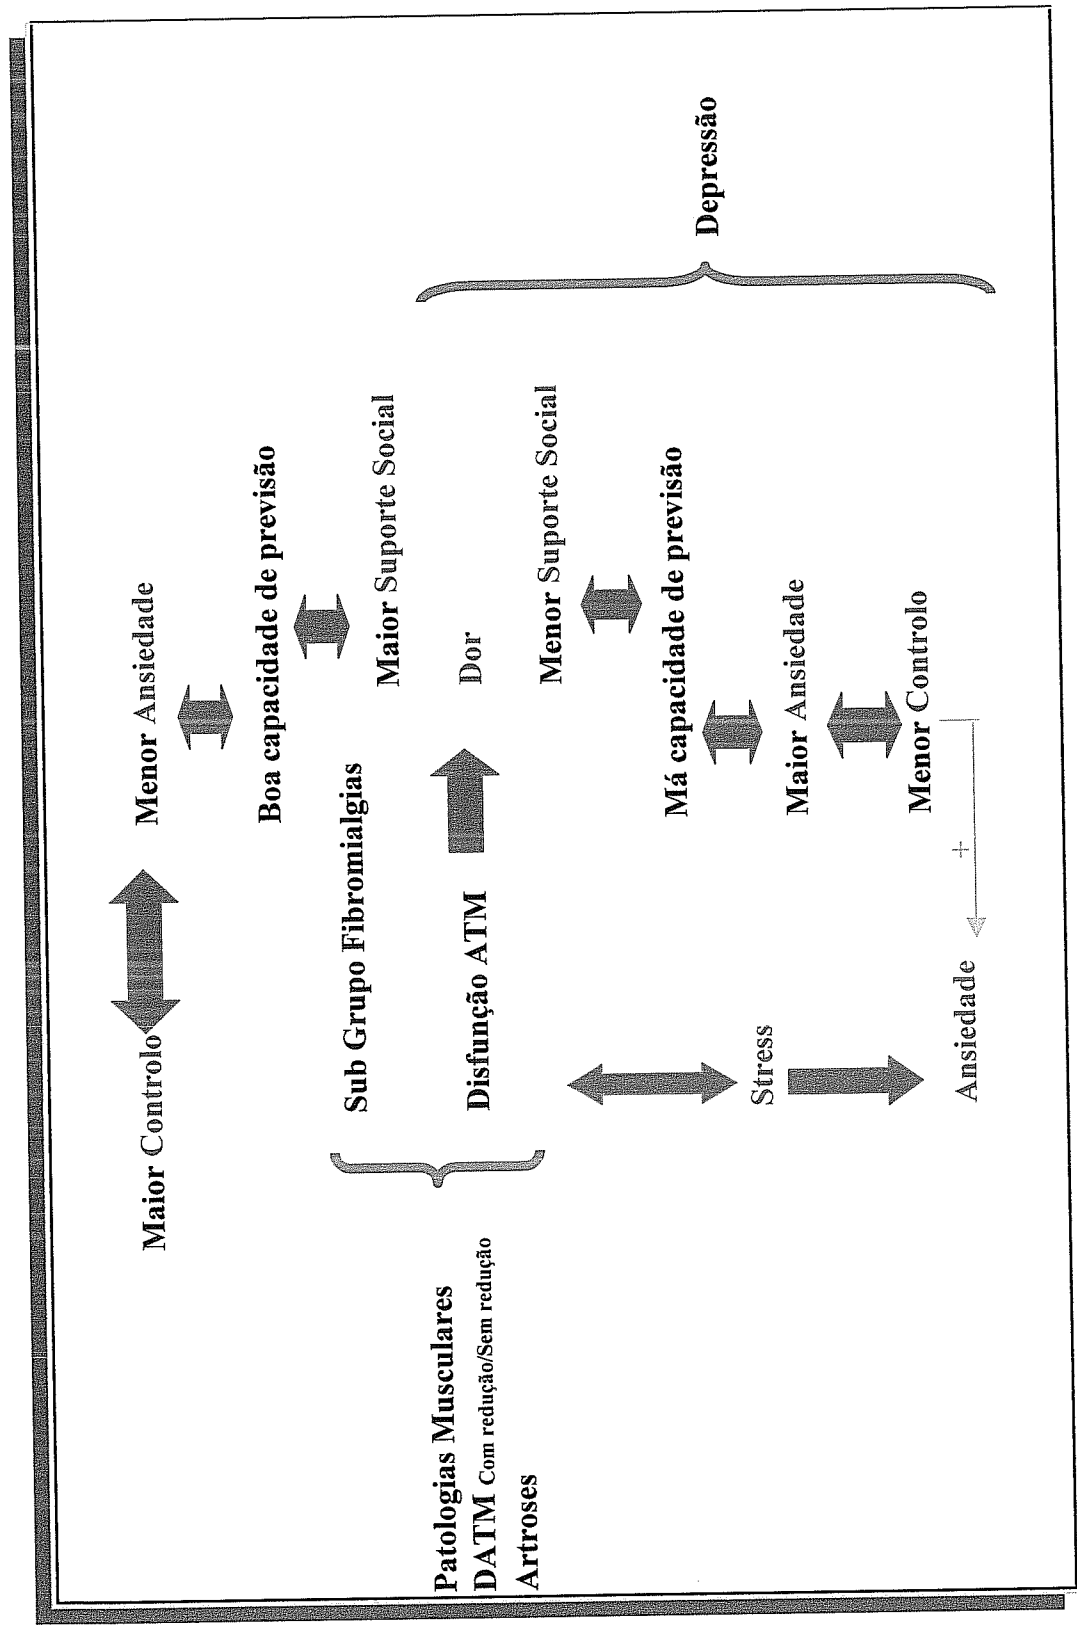 Maior Controlo
Menor Ansiedade
Boa capacidade de previsão
Sub Grupo Fibromialgias
Maior Suporte Social
Patologias Musculares
DATM Com redução/Sem redução
Artroses
Disfunção ATM
Dor
Menor Suporte Social
Má capacidade de previsão
Stress
Maior Ansiedade
Menor Controlo
+
Ansiedade
Depressão